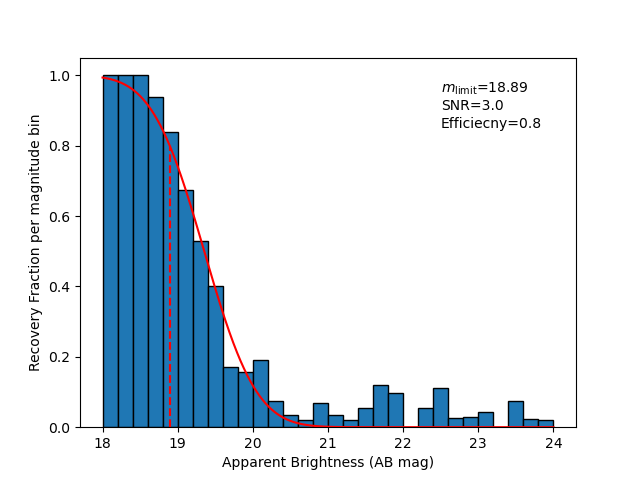 m_limit=18.89
SNR=3.0
Efficiecny=0.8
Recovery Fraction per magnitude bin
1.0
0.8
0.6
0.4
0.2
0.0
18 19 20 21 22 23 24
Apparent Brightness (AB mag)